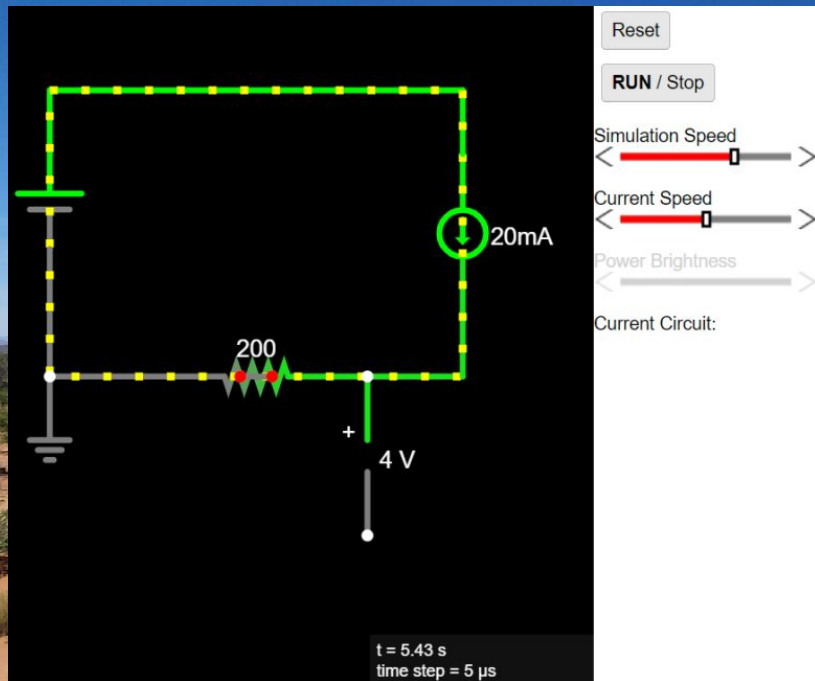 Reset
RUN / Stop
Simulation Speed
Current Speed
Power Brightness
Current Circuit:
20mA
200
+
4 V
t = 5.43 s
time step = 5 µs